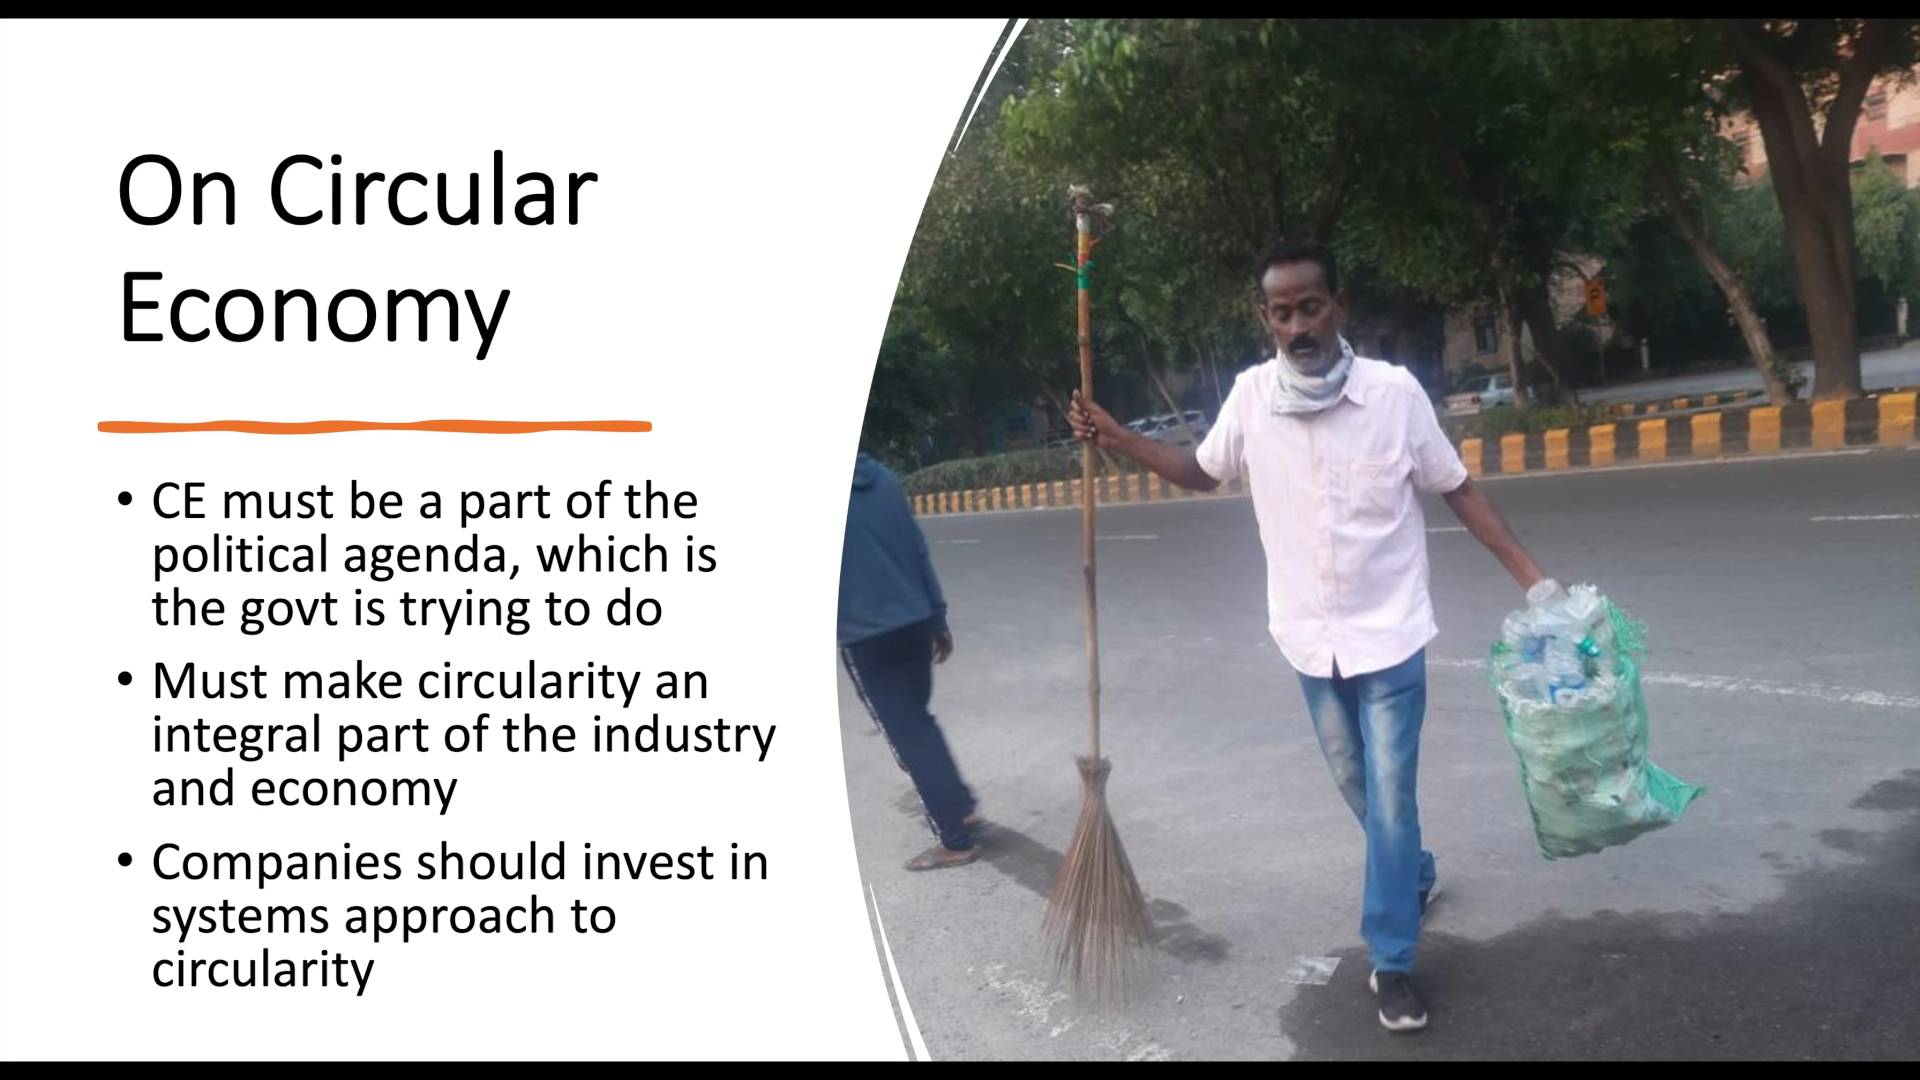 On Circular
Economy
• CE must be a part of the
political agenda, which is
the govt is trying to do
• Must make circularity an
integral part of the industry
and economy
• Companies should invest in
systems approach to
circularity